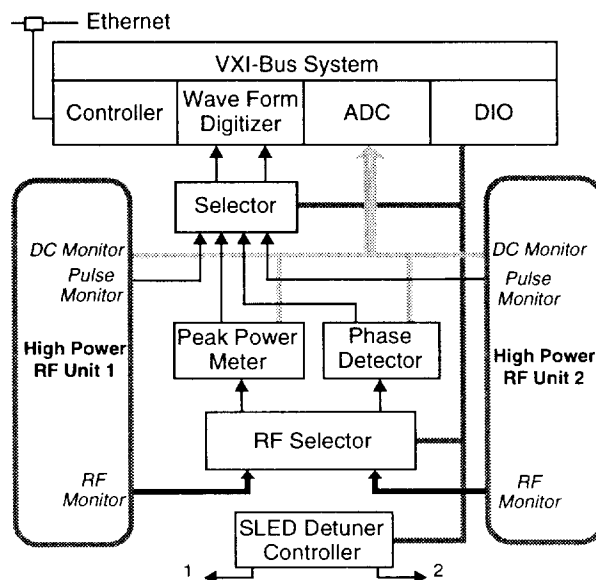 Ethernet
VXI-Bus System
Controller
Wave Form
Digitizer
ADC
DIO
Selector
DC Monitor
Pulse
Monitor
DC Monitor
Pulse
Monitor
High Power
RF Unit 1
Peak Power
Meter
Phase
Detector
High Power
RF Unit 2
RF Selector
RF
Monitor
RF
Monitor
SLED Detuner
Controller
1
2